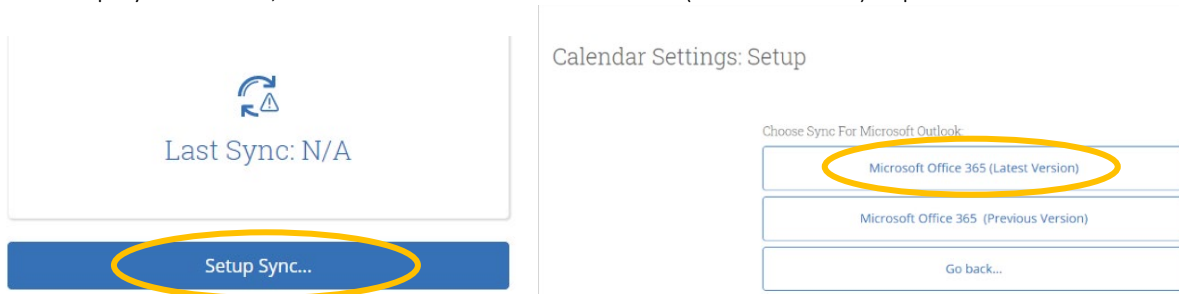 Last Sync: N/A
Setup Sync...
Calendar Settings: Setup
Choose Sync For Microsoft Outlook:
Microsoft Office 365 (Latest Version)
Microsoft Office 365 (Previous Version)
Go back...